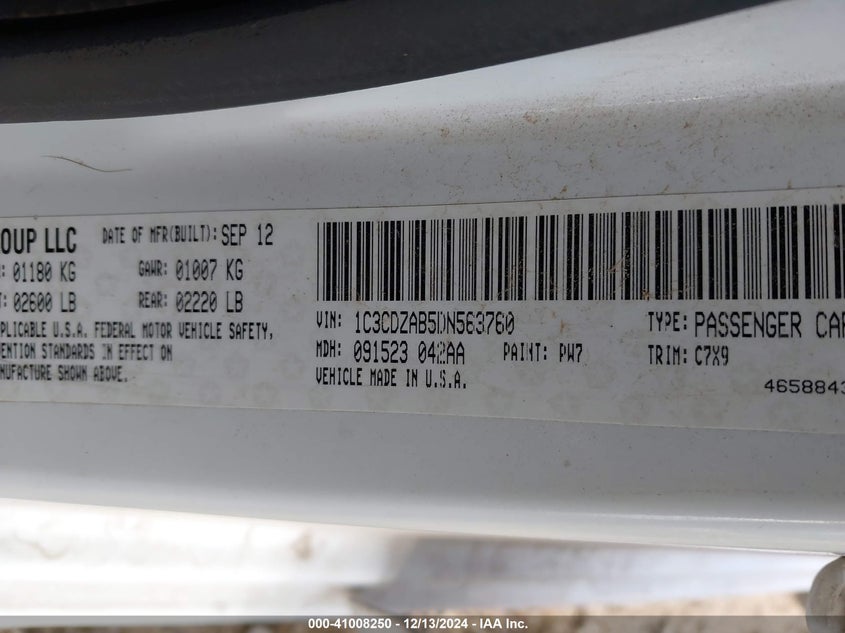 OUP LLC DATE OF MFR(BUILT): SEP 12
: 01180 KG GAWR: 01007 KG
T: 02600 LB REAR: 02220 LB
PLICABLE U.S.A. FEDERAL MOTOR VEHICLE SAFETY,
ENTION STANDARDS IN EFFECT ON
NUFACTURE SHOWN ABOVE.
VIN: 1C3CDZAB5DN563760 TYPE: PASSENGER CAR
MDH: 091523 042AA PAINT: PW7 TRIM: C7X9
VEHICLE MADE IN U.S.A.
4658843
000-41008250 - 12/13/2024 - IAA Inc.